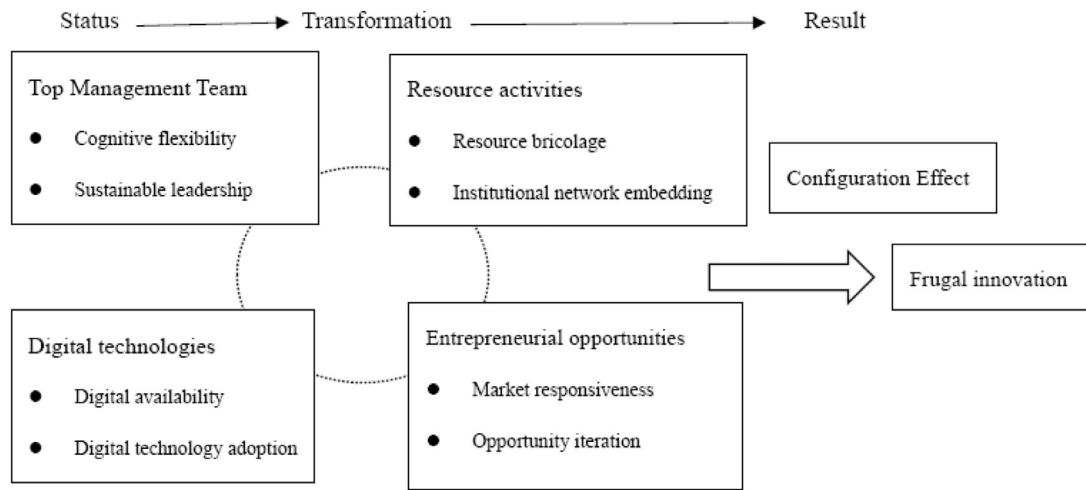 Status Transformation Result
Top Management Team
Cognitive flexibility
Sustainable leadership
Resource activities
Resource bricolage
Institutional network embedding
Configuration Effect
Frugal innovation
Digital technologies
Digital availability
Digital technology adoption
Entrepreneurial opportunities
Market responsiveness
Opportunity iteration